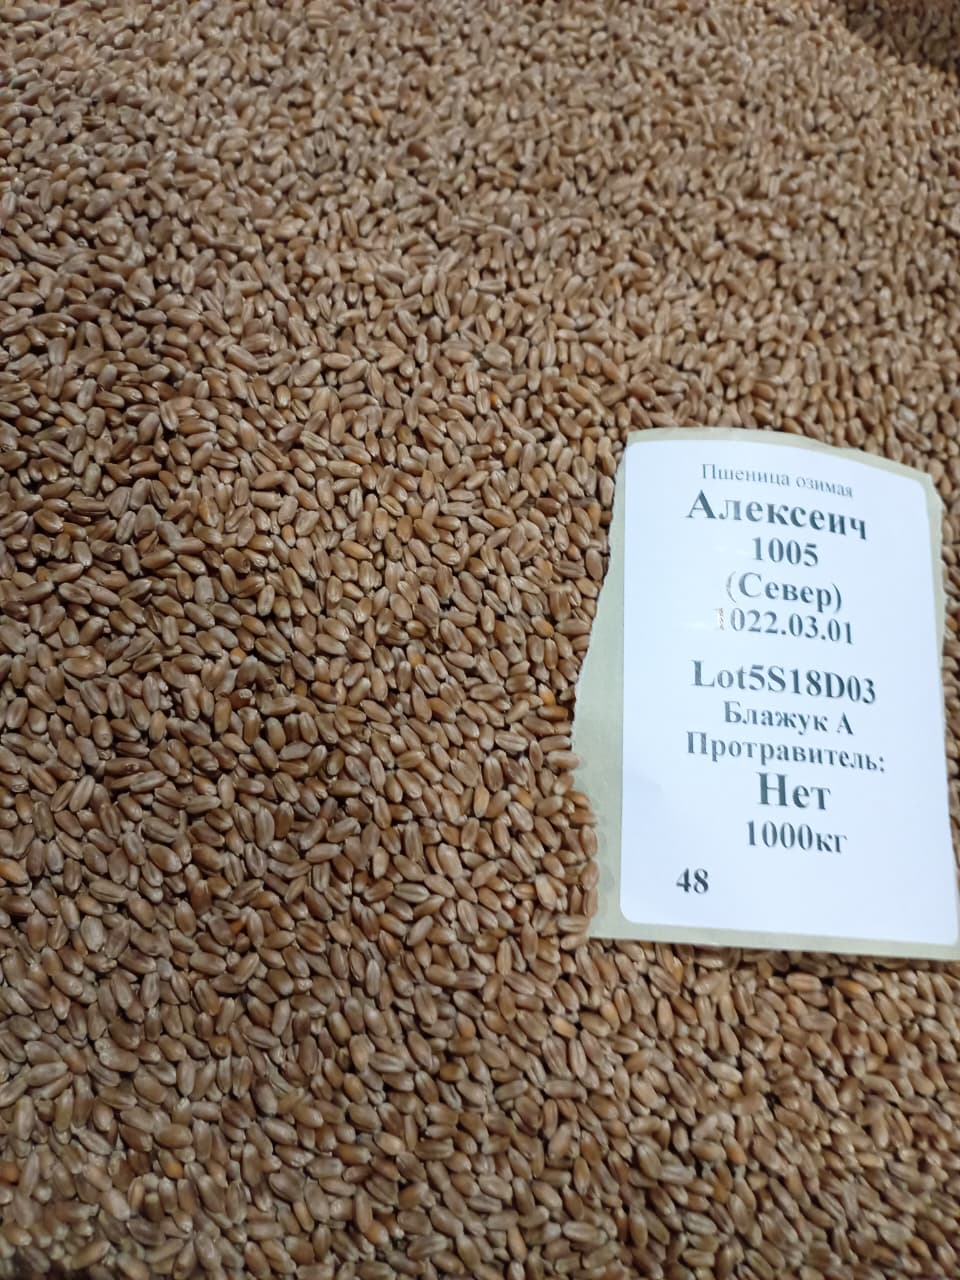 Пшеница озимая
Алексеич
1005
(Север)
1022.03.01
Lot5S18D03
Блажук А
Протравитель:
Нет
1000кг
48